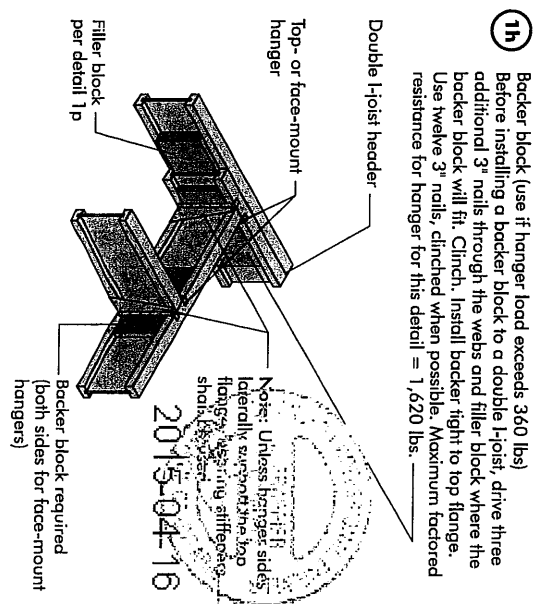 1h
Backer block (use if hanger load exceeds 360 lbs)
Before installing a backer block to a double I-joist, drive three
additional 3" nails through the webs and filler block where the
backer block will fit. Clinch. Install backer tight to top flange.
Use twelve 3" nails, clinched when possible. Maximum factored
resistance for hanger for this detail = 1,620 lbs.
Double I-joist header
Top- or face-mount
hanger
Filler block
per detail 1p
Note: Unless hanger sides
laterally support the top
flange, bearing stiffeners
shall be used.
Backer block required
(both sides for face-mount
hangers)
2015-04-16